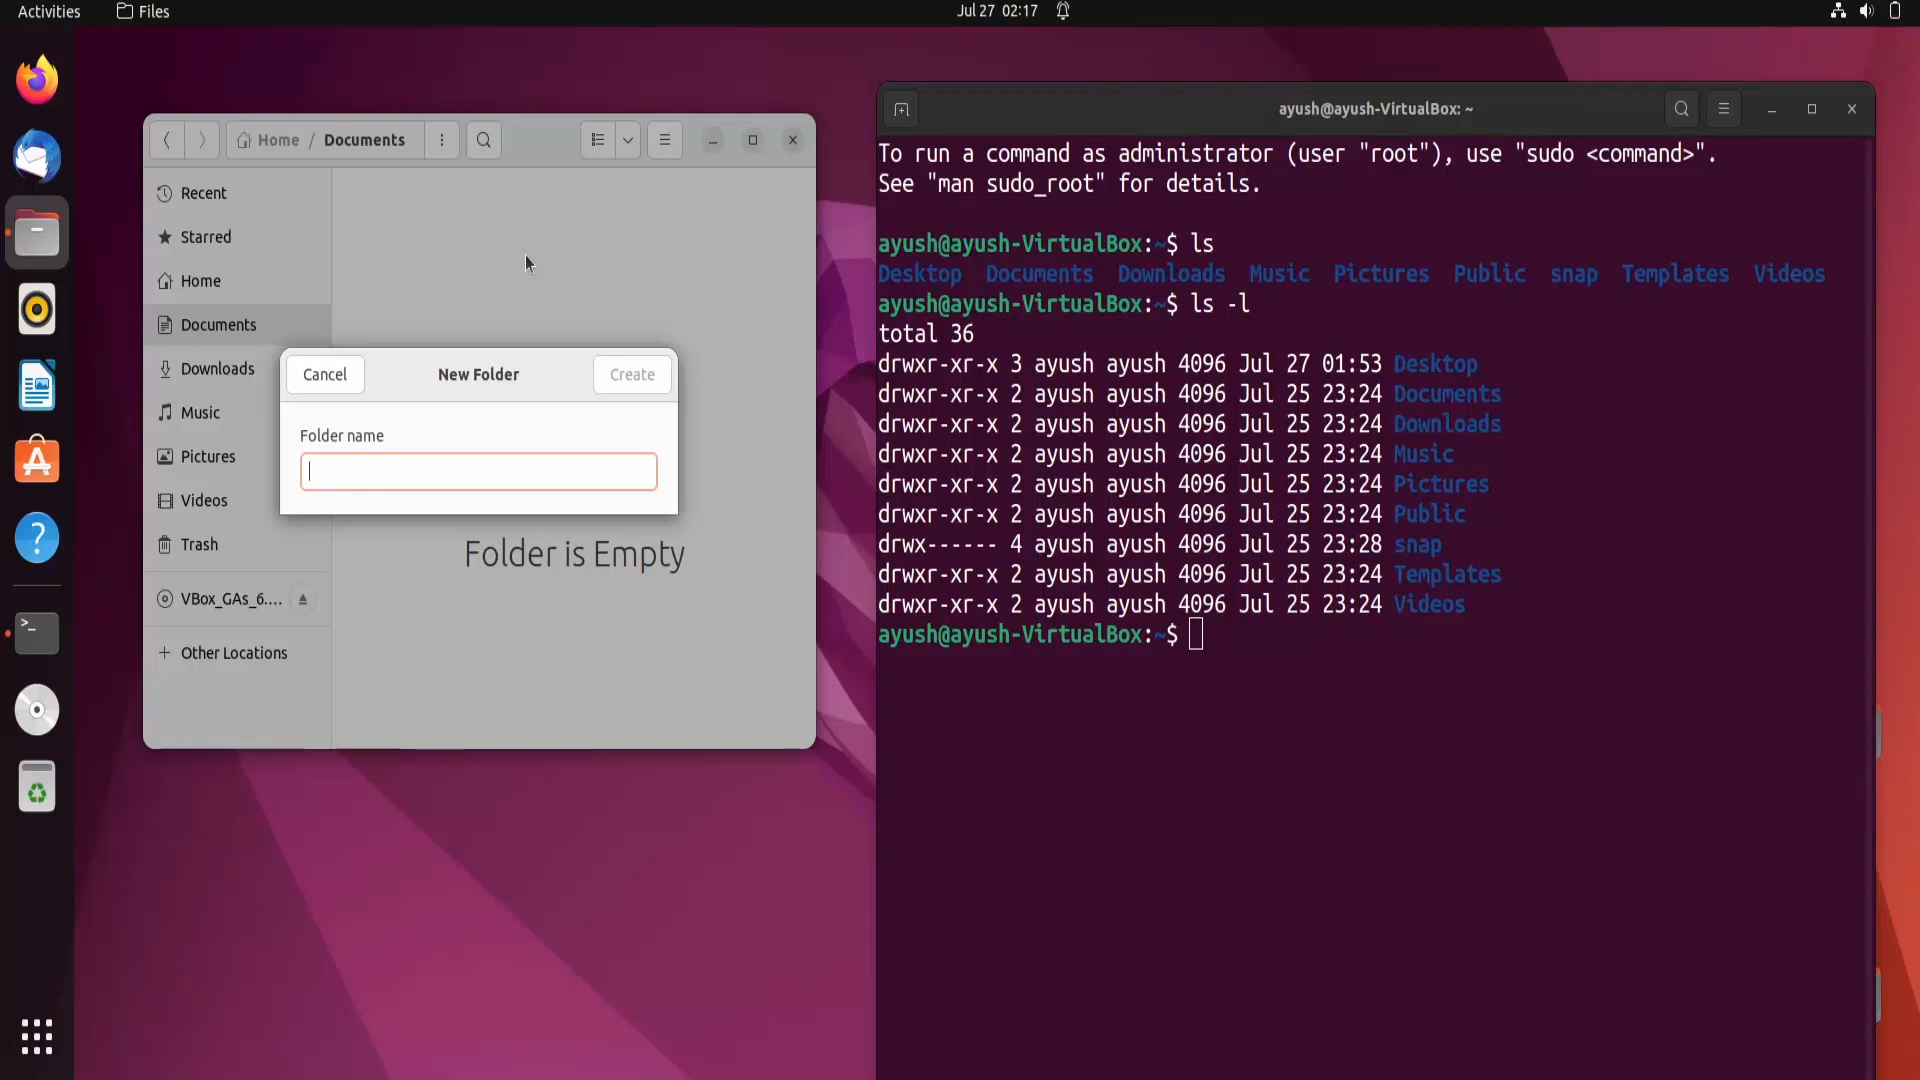 Activities
Files
Jul 27 02:17
Home / Documents
Recent
Starred
Home
Documents
Downloads
Music
Pictures
Videos
Trash
VBox_GAs_6....
Other Locations
Cancel
New Folder
Create
Folder name
Folder is Empty
ayush@ayush-VirtualBox: ~
To run a command as administrator (user "root"), use "sudo <command>".
See "man sudo_root" for details.
ayush@ayush-VirtualBox:~$ ls
Desktop Documents Downloads Music Pictures Public snap Templates Videos
ayush@ayush-VirtualBox:~$ ls -l
total 36
drwxr-xr-x 3 ayush ayush 4096 Jul 27 01:53 Desktop
drwxr-xr-x 2 ayush ayush 4096 Jul 25 23:24 Documents
drwxr-xr-x 2 ayush ayush 4096 Jul 25 23:24 Downloads
drwxr-xr-x 2 ayush ayush 4096 Jul 25 23:24 Music
drwxr-xr-x 2 ayush ayush 4096 Jul 25 23:24 Pictures
drwxr-xr-x 2 ayush ayush 4096 Jul 25 23:24 Public
drwx------ 4 ayush ayush 4096 Jul 25 23:28 snap
drwxr-xr-x 2 ayush ayush 4096 Jul 25 23:24 Templates
drwxr-xr-x 2 ayush ayush 4096 Jul 25 23:24 Videos
ayush@ayush-VirtualBox:~$